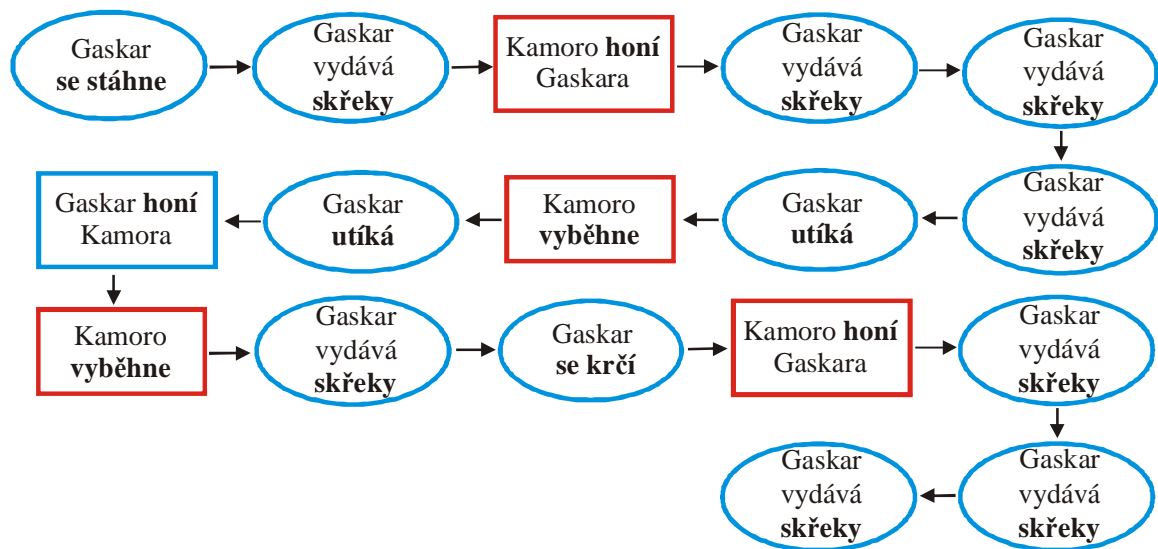 Gaskar
se stáhne
Gaskar
vydává
skřeky
Kamoro honí
Gaskara
Gaskar
vydává
skřeky
Gaskar
vydává
skřeky
Gaskar
vydává
skřeky
Gaskar
utíká
Kamoro
vyběhne
Gaskar
utíká
Gaskar honí
Kamora
Kamoro
vyběhne
Gaskar
vydává
skřeky
Gaskar
se krčí
Kamoro honí
Gaskara
Gaskar
vydává
skřeky
Gaskar
vydává
skřeky
Gaskar
vydává
skřeky